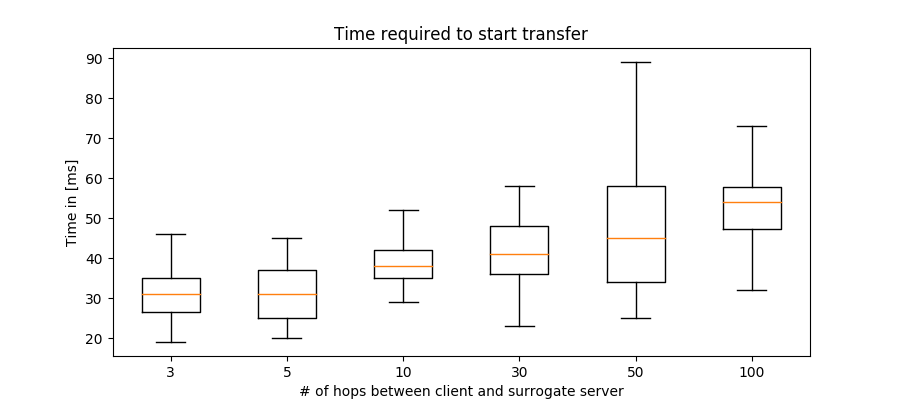 Time required to start transfer
90
80
70
60
50
40
30
20
Time in [ms]
3 5 10 30 50 100
# of hops between client and surrogate server